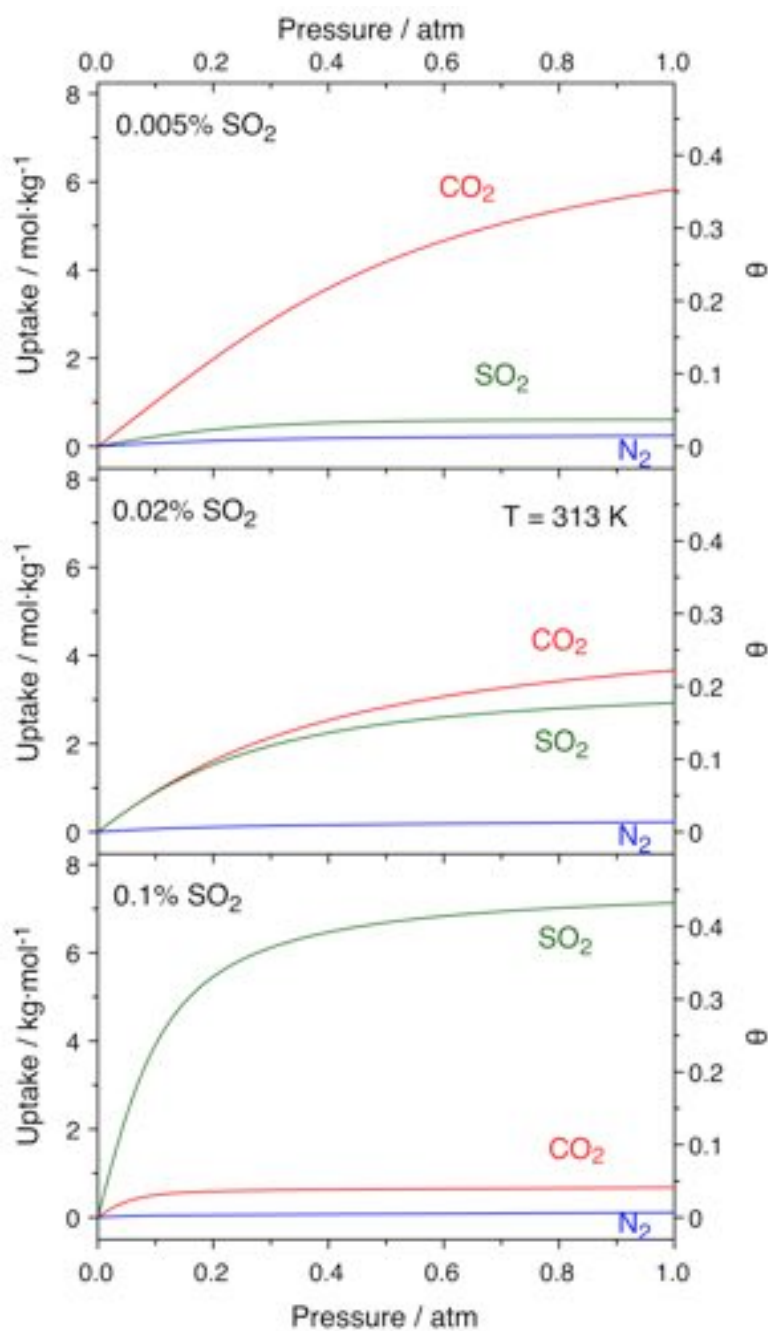 Pressure / atm
0.0 0.2 0.4 0.6 0.8 1.0
0.005% SO₂
CO₂
SO₂
N₂
8
6
4
2
0
Uptake / mol·kg⁻¹
0.4
0.3
0.2
0.1
0
θ
0.02% SO₂ T = 313 K
CO₂
SO₂
N₂
8
6
4
2
0
Uptake / mol·kg⁻¹
0.4
0.3
0.2
0.1
0
θ
0.1% SO₂
SO₂
CO₂
N₂
8
6
4
2
0
Uptake / kg·mol⁻¹
0.4
0.3
0.2
0.1
0
θ
0.0 0.2 0.4 0.6 0.8 1.0
Pressure / atm